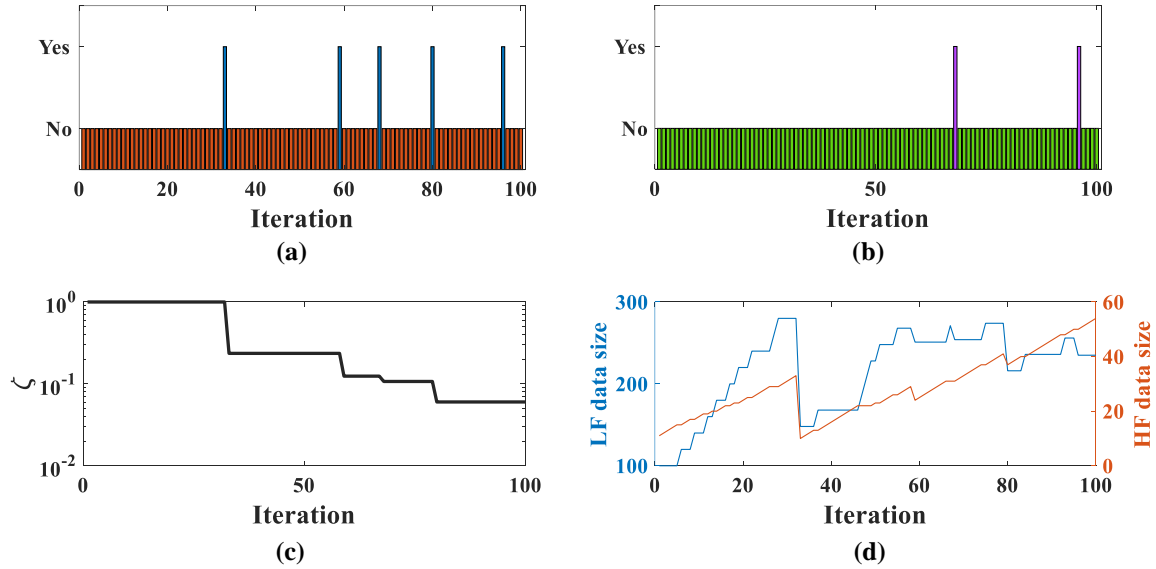 Yes
No
0 20 40 60 80 100
Iteration
(a)
Yes
No
0 50 100
Iteration
(b)
10^0
10^-1
10^-2
ζ
0 50 100
Iteration
(c)
300
200
100
LF data size
60
40
20
0
HF data size
0 20 40 60 80 100
Iteration
(d)